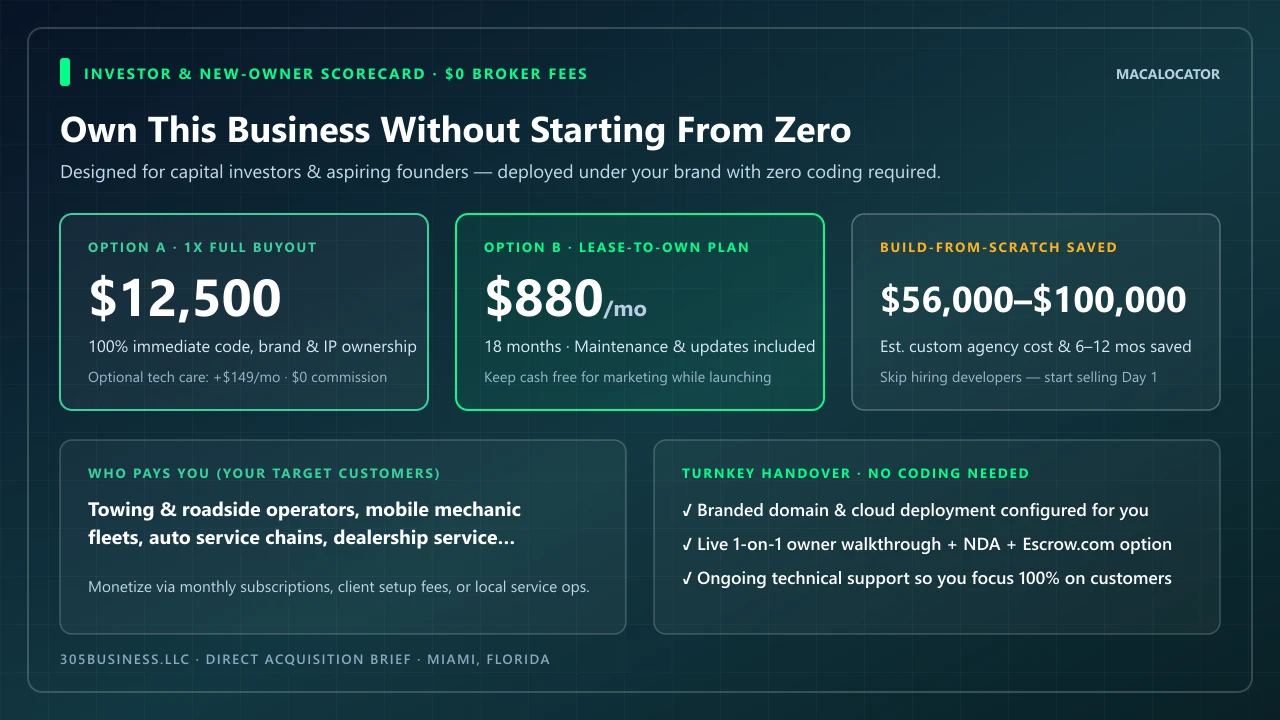 INVESTOR & NEW-OWNER SCORECARD · $0 BROKER FEES
MACALOCATOR
Own This Business Without Starting From Zero
Designed for capital investors & aspiring founders — deployed under your brand with zero coding required.
OPTION A · 1X FULL BUYOUT
$12,500
100% immediate code, brand & IP ownership
Optional tech care: +$149/mo · $0 commission
OPTION B · LEASE-TO-OWN PLAN
$880/mo
18 months · Maintenance & updates included
Keep cash free for marketing while launching
BUILD-FROM-SCRATCH SAVED
$56,000–$100,000
Est. custom agency cost & 6–12 mos saved
Skip hiring developers — start selling Day 1
WHO PAYS YOU (YOUR TARGET CUSTOMERS)
Towing & roadside operators, mobile mechanic
fleets, auto service chains, dealership service...
Monetize via monthly subscriptions, client setup fees, or local service ops.
TURNKEY HANDOVER · NO CODING NEEDED
✓ Branded domain & cloud deployment configured for you
✓ Live 1-on-1 owner walkthrough + NDA + Escrow.com option
✓ Ongoing technical support so you focus 100% on customers
305BUSINESS.LLC · DIRECT ACQUISITION BRIEF · MIAMI, FLORIDA